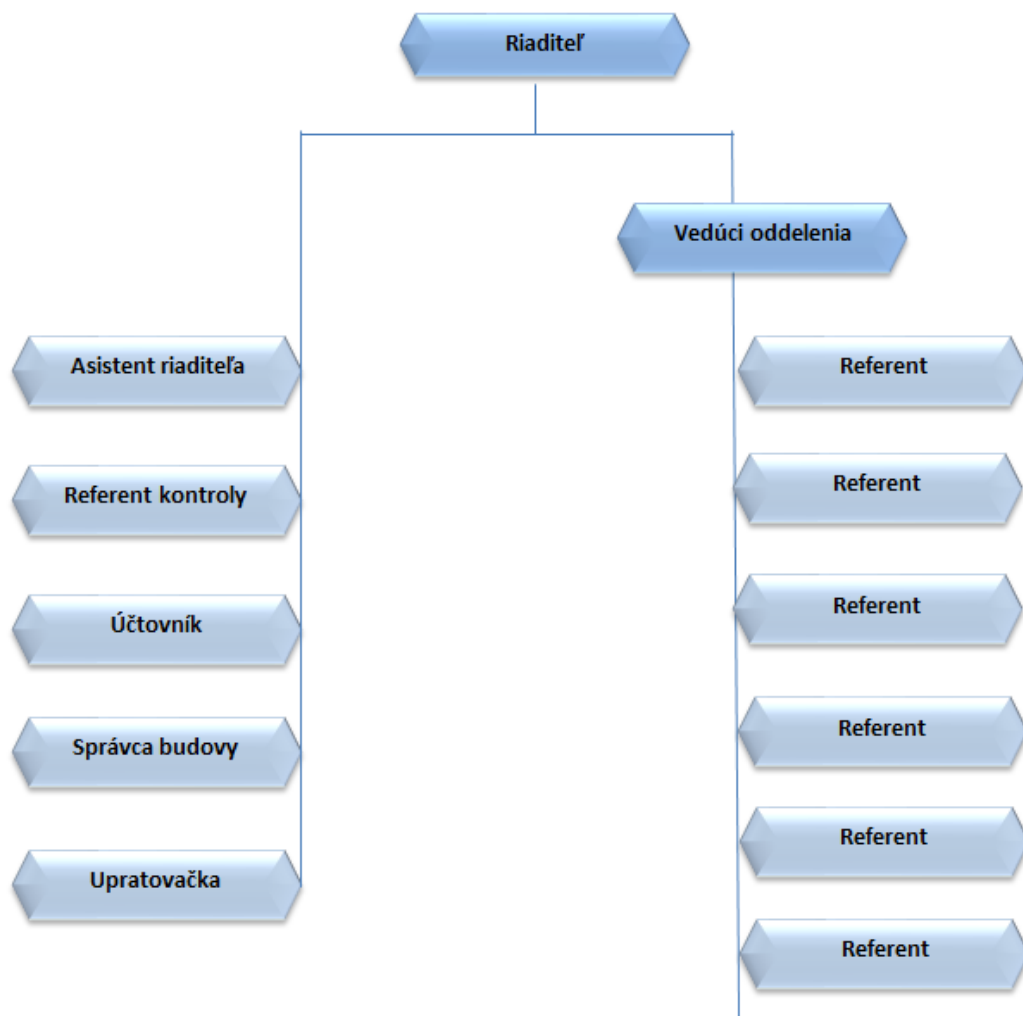 Riaditeľ
Vedúci oddelenia
Asistent riaditeľa
Referent kontroly
Účtovník
Správca budovy
Upratovačka
Referent
Referent
Referent
Referent
Referent
Referent